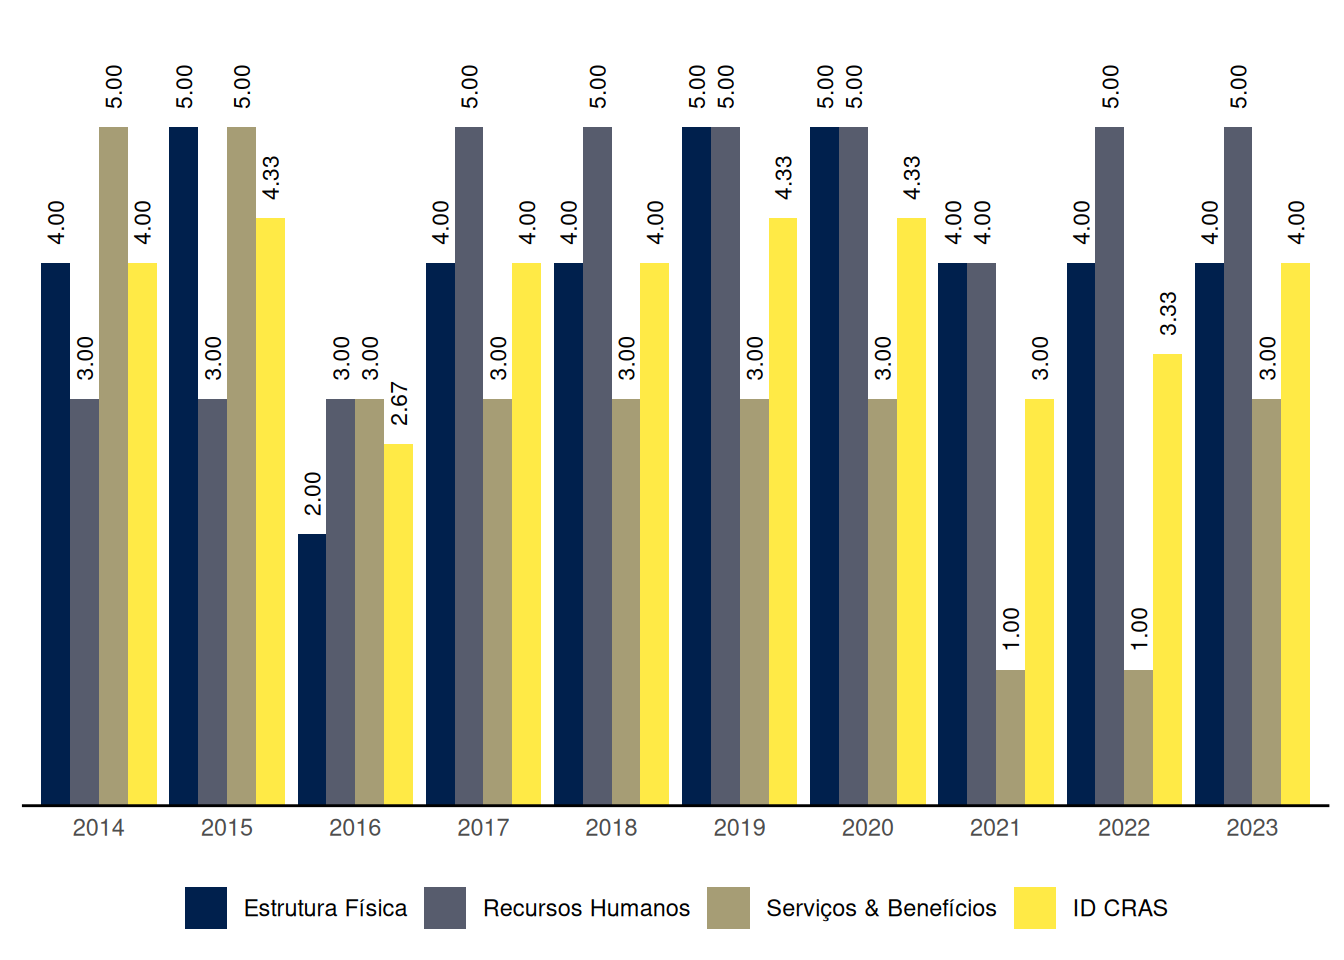 4.00 3.00 5.00 4.00 5.00 3.00 5.00 4.33 2.00 3.00 3.00 2.67 4.00 5.00 3.00 4.00 4.00 5.00 3.00 4.00 5.00 5.00 3.00 4.33 5.00 5.00 3.00 4.33 4.00 4.00 1.00 3.00 4.00 5.00 1.00 3.33 4.00 5.00 3.00 4.00
2014 2015 2016 2017 2018 2019 2020 2021 2022 2023
Estrutura Física Recursos Humanos Serviços & Benefícios ID CRAS